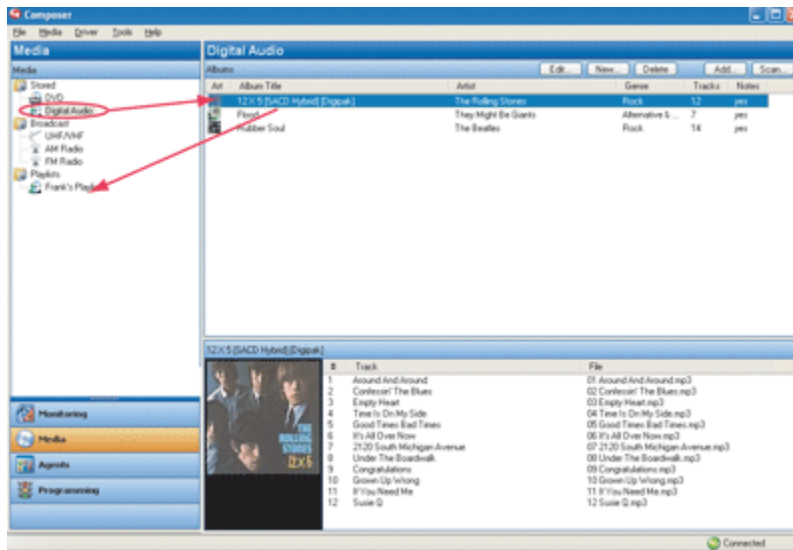 Composer
File Media Driver Tools Help
Media
Digital Audio
Media
Albums
Edit... New... Delete Add... Scan...
Art Album Title Artist Genre Tracks Notes
Stored
DVD
Digital Audio
Broadcast
UHF/VHF
AM Radio
FM Radio
Playlists
Frank's Playlist
12 X 5 [SACD Hybrid] [Digipak] The Rolling Stones Rock 12 yes
Flood They Might Be Giants Alternative & ... 7 yes
Rubber Soul The Beatles Rock 14 yes
12 X 5 [SACD Hybrid] [Digipak]
# Track File
1 Around And Around 01 Around And Around.mp3
2 Confessin' The Blues 02 Confessin' The Blues.mp3
3 Empty Heart 03 Empty Heart.mp3
4 Time Is On My Side 04 Time Is On My Side.mp3
5 Good Times Bad Times 05 Good Times Bad Times.mp3
6 It's All Over Now 06 It's All Over Now.mp3
7 2120 South Michigan Avenue 07 2120 South Michigan Avenue.mp3
8 Under The Boardwalk 08 Under The Boardwalk.mp3
9 Congratulations 09 Congratulations.mp3
10 Grown Up Wrong 10 Grown Up Wrong.mp3
11 If You Need Me 11 If You Need Me.mp3
12 Susie Q 12 Susie Q.mp3
THE
ROLLING
STONES
12X5
Monitoring
Media
Agents
Programming
Connected